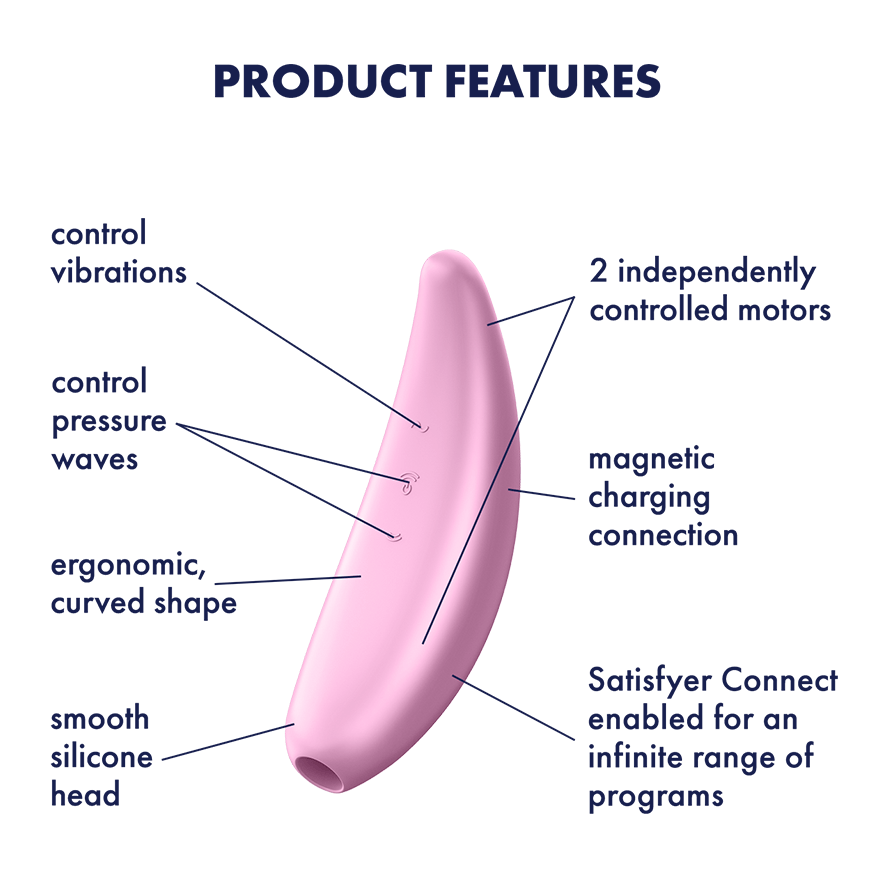 PRODUCT FEATURES
control
vibrations
control
pressure
waves
ergonomic,
curved shape
smooth
silicone
head
2 independently
controlled motors
magnetic
charging
connection
Satisfyer Connect
enabled for an
infinite range of
programs